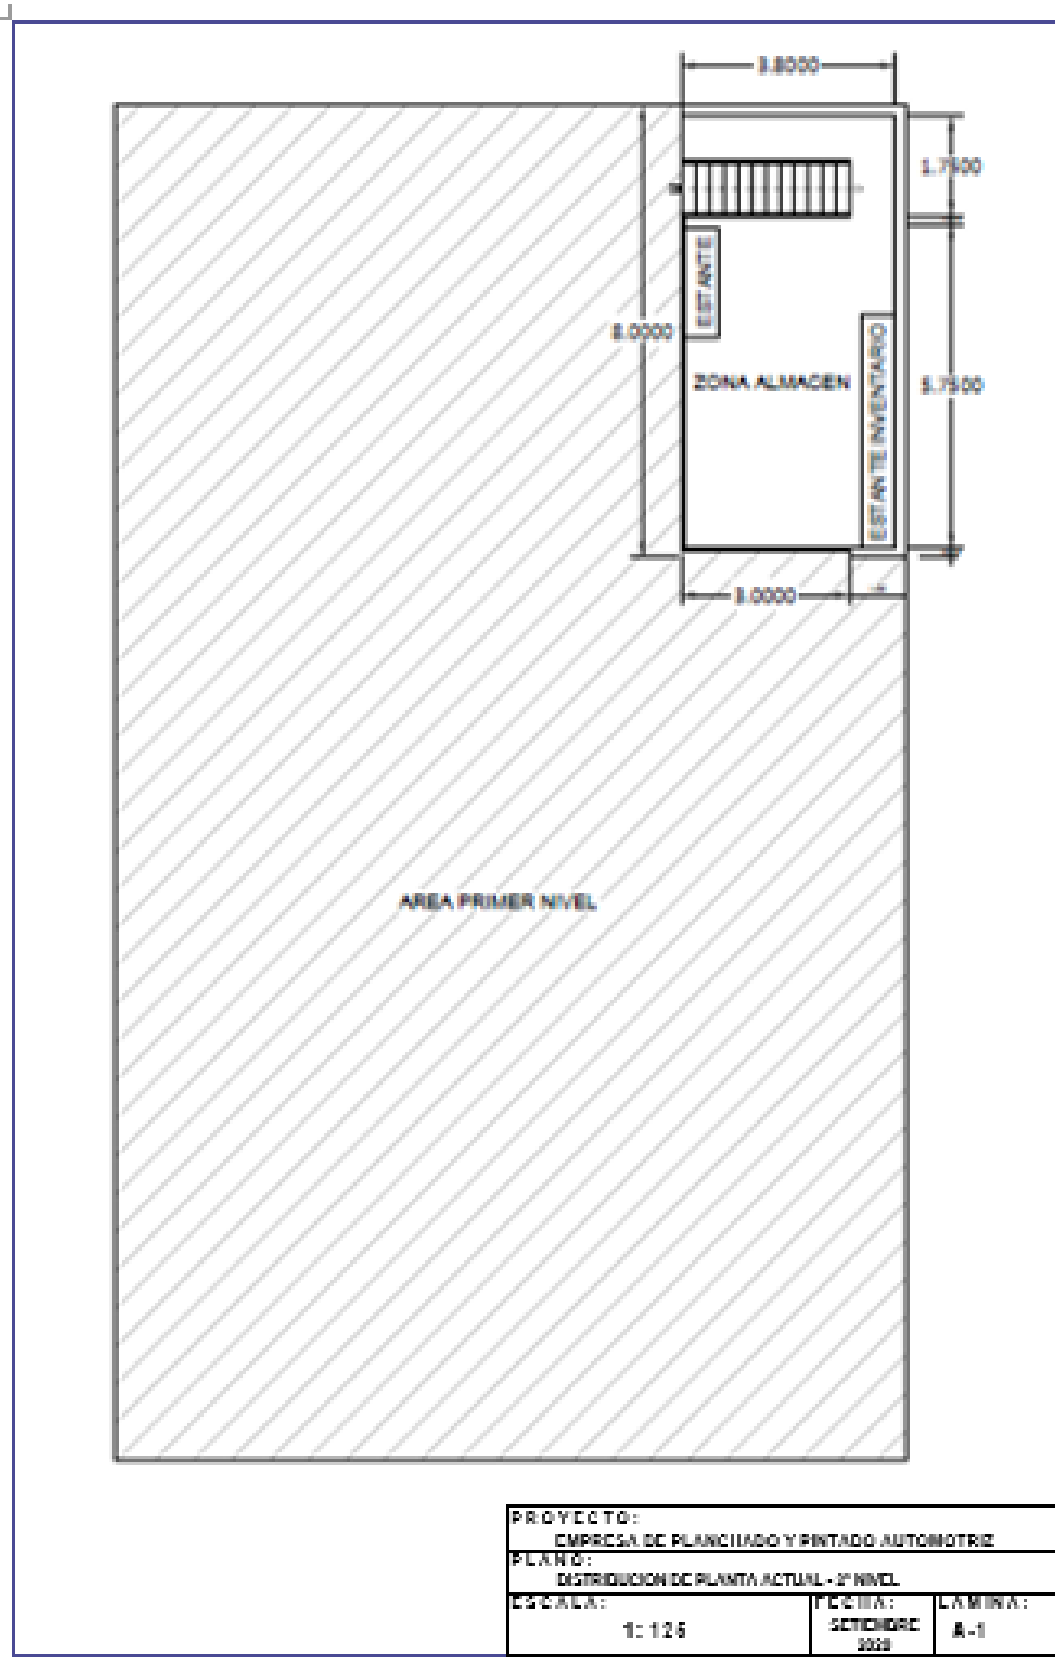 3.8000
1.7500
ESTANTE
8.0000
ZONA ALMACEN
ESTANTE INVENTARIO
5.7500
3.0000
AREA PRIMER NIVEL
PROYECTO:
EMPRESA DE PLANCHADO Y PINTADO AUTOMOTRIZ
PLANO:
DISTRIBUCION DE PLANTA ACTUAL - 2° NIVEL
ESCALA: FECHA: LAMINA:
1: 125 SETIEMBRE A-1
2020